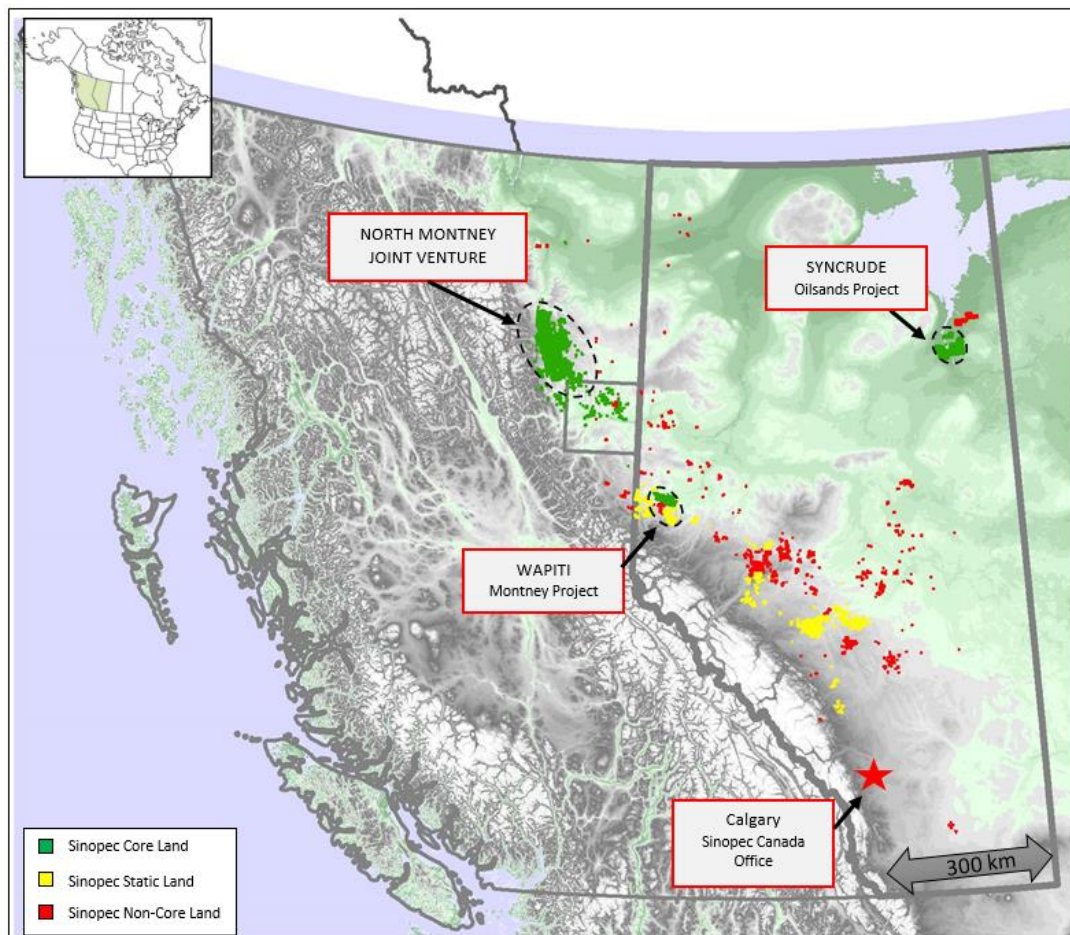 NORTH MONTNEY
JOINT VENTURE
SYNCRUDE
Oilsands Project
WAPITI
Montney Project
Calgary
Sinopec Canada
Office
300 km
Sinopec Core Land
Sinopec Static Land
Sinopec Non-Core Land